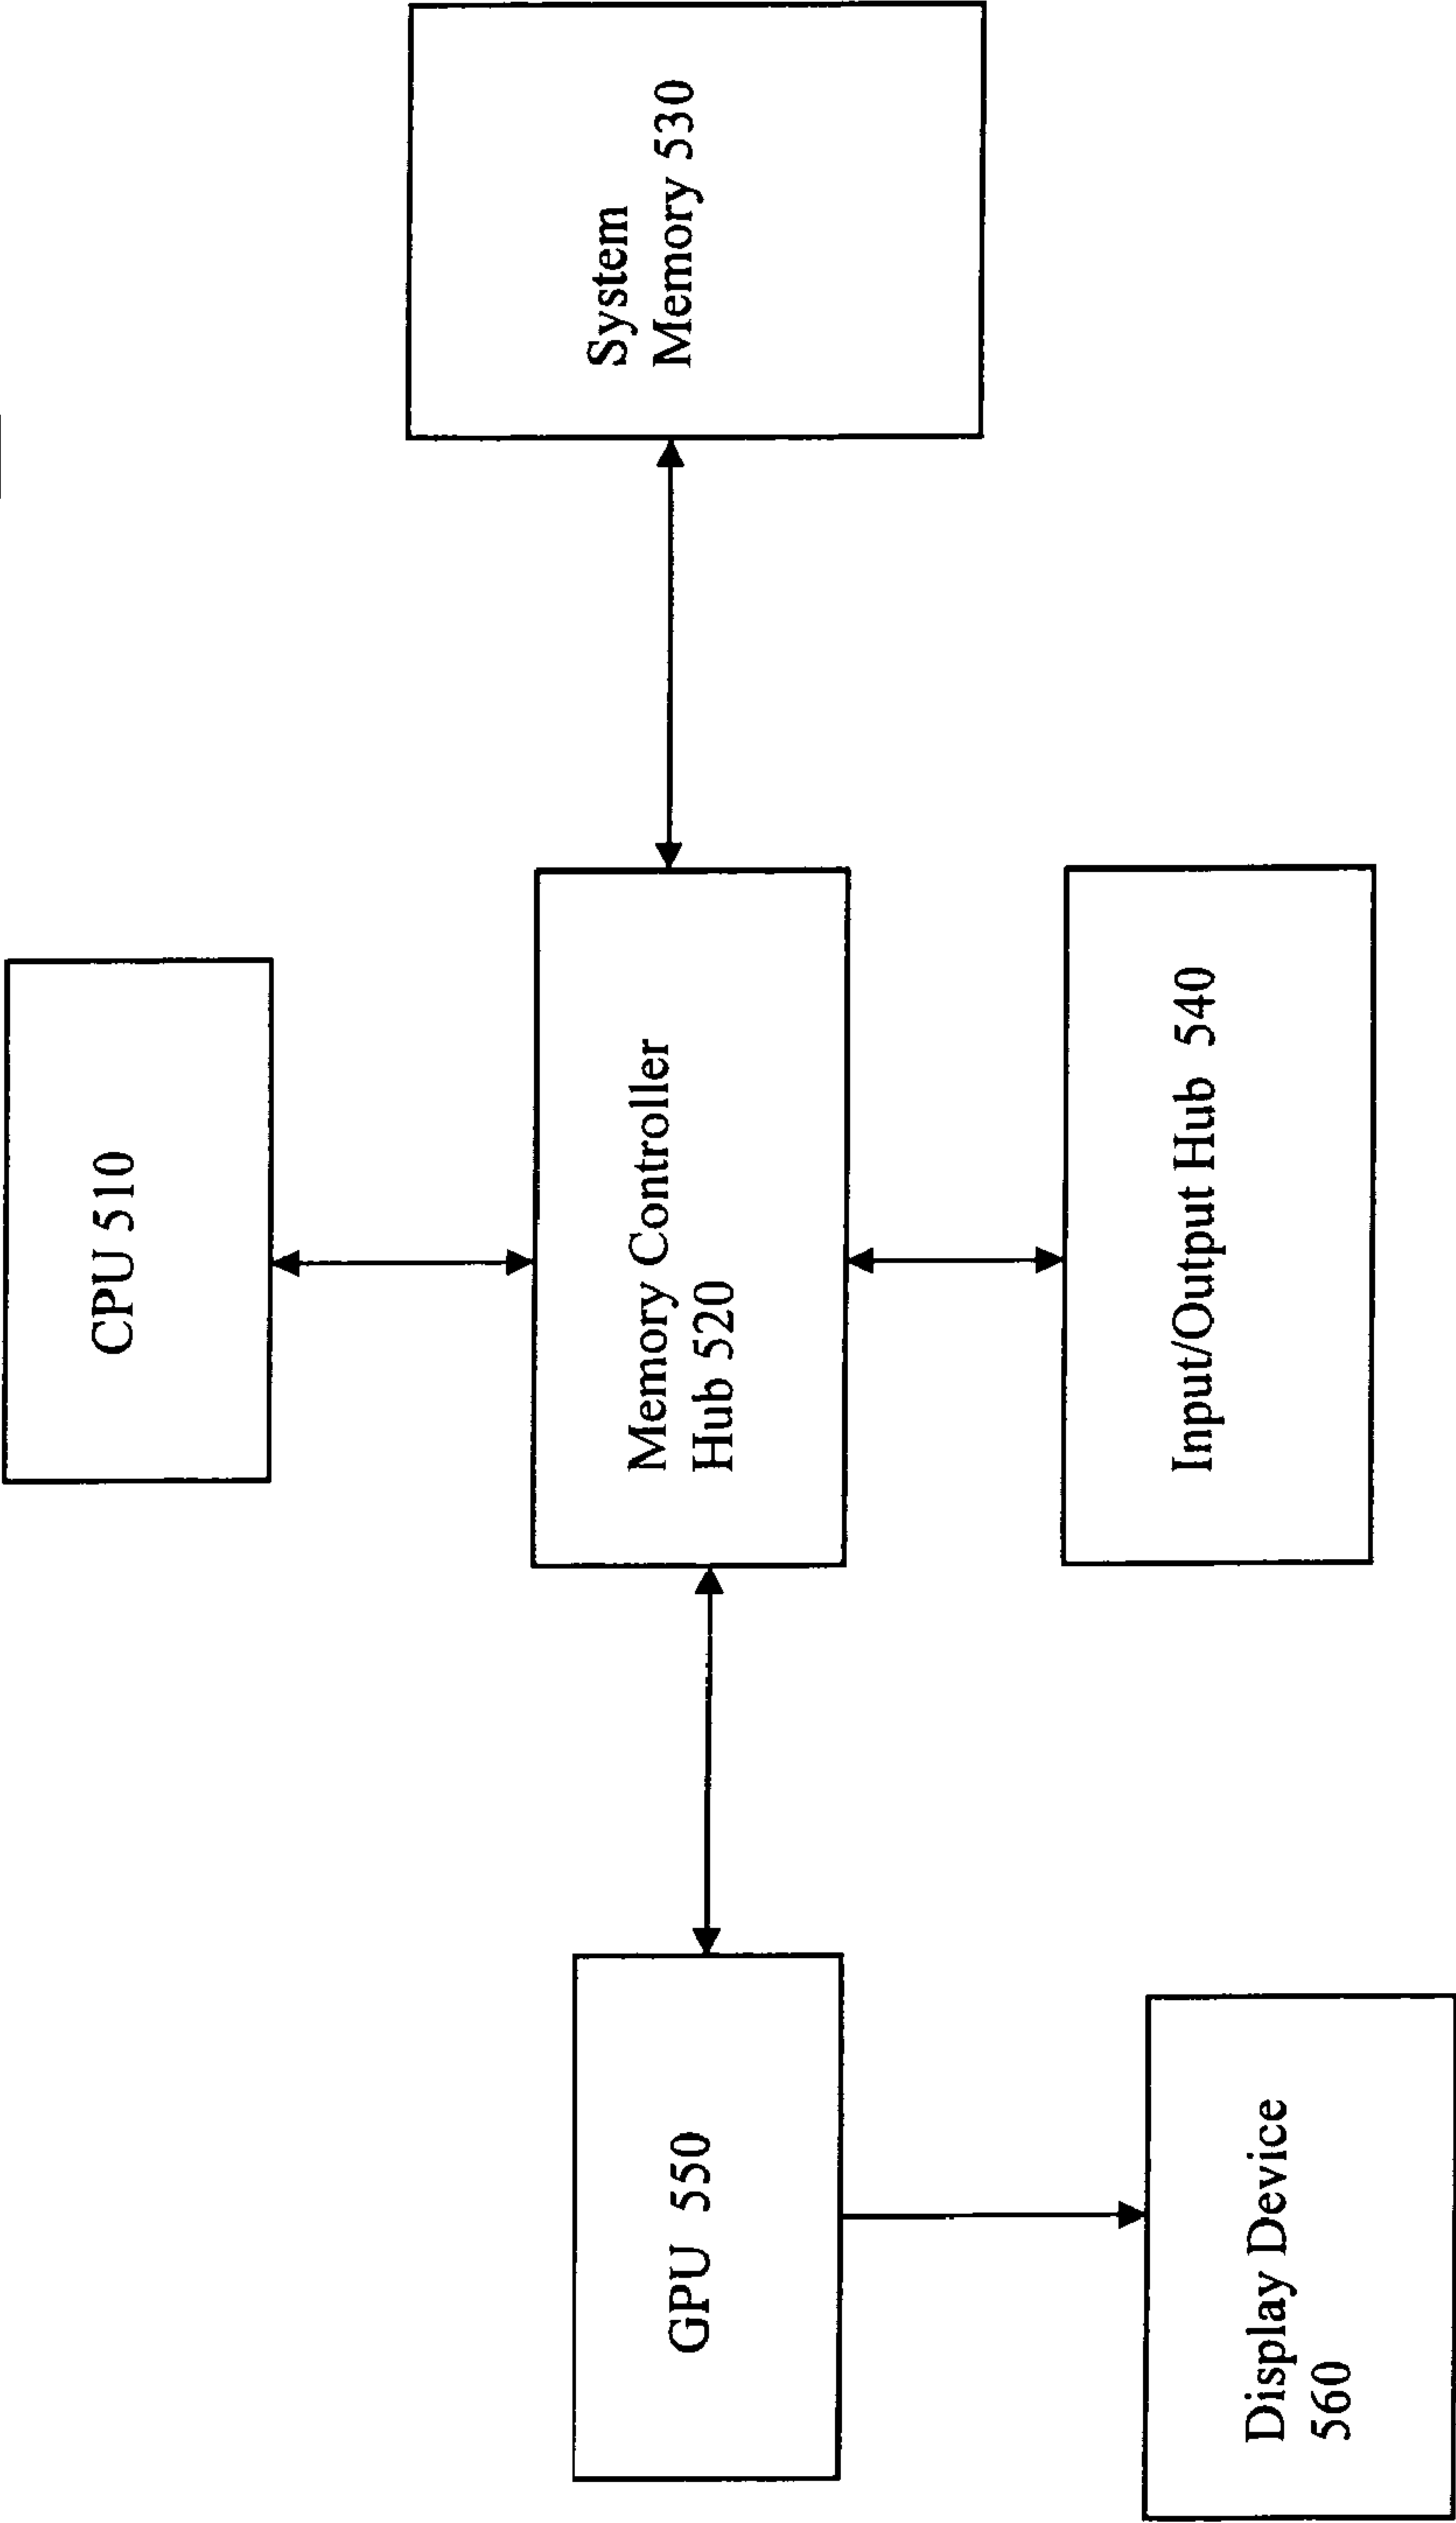 CPU 510
System
Memory 530
Memory Controller
Hub 520
GPU 550
Input/Output Hub 540
Display Device
560